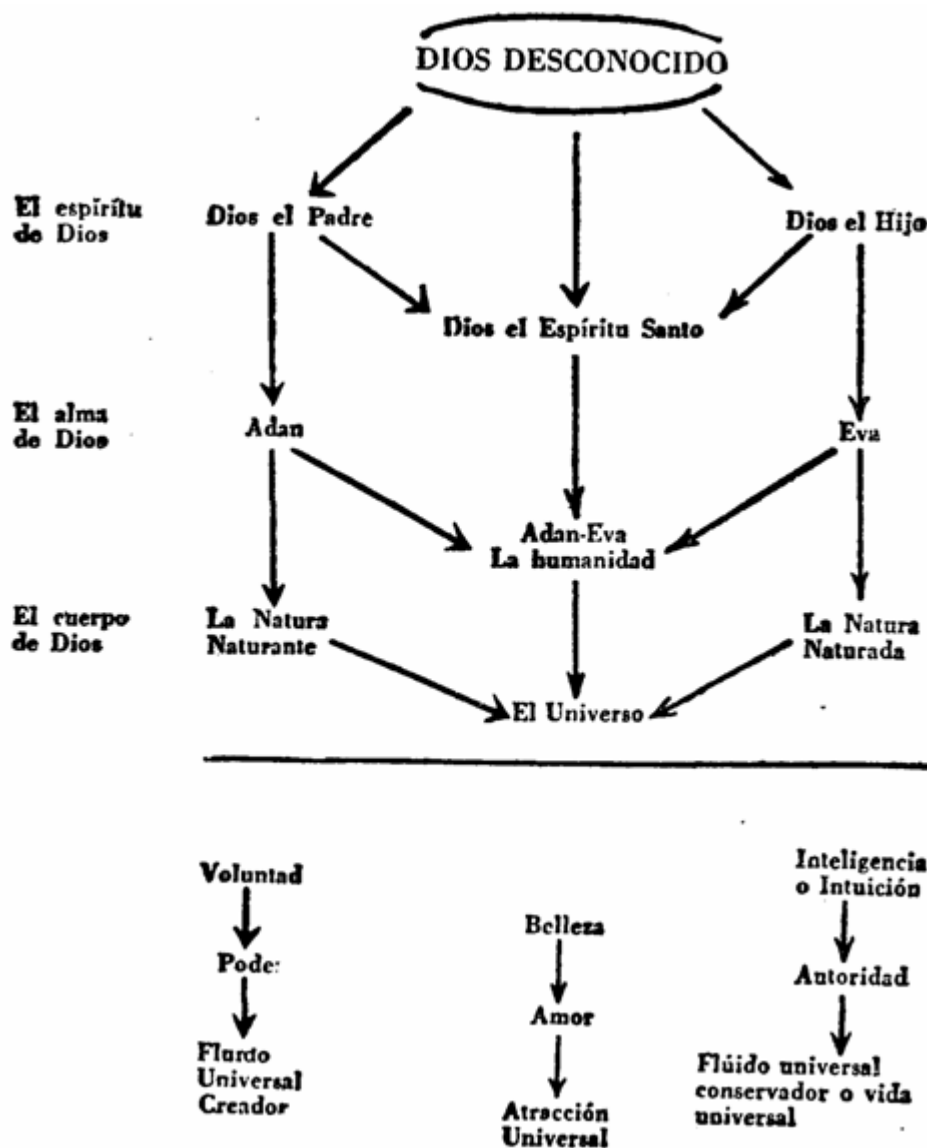 DIOS DESCONOCIDO
El espíritu
de Dios
Dios el Padre
Dios el Hijo
Dios el Espíritu Santo
El alma
de Dios
Adan
Eva
Adan-Eva
La humanidad
El cuerpo
de Dios
La Natura
Naturante
La Natura
Naturada
El Universo
Voluntad
Inteligencia
o Intuición
Belleza
Pode:
Autoridad
Amor
Fluido
Universal
Creador
Flúido universal
conservador o vida
universal
Atracción
Universal